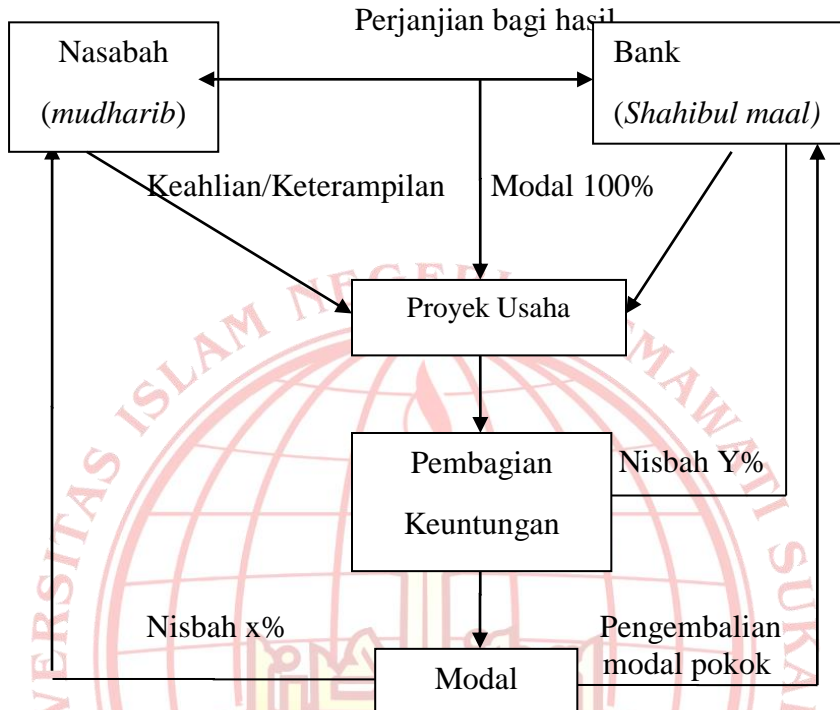 Perjanjian bagi hasil
Nasabah
(mudharib)
Bank
(Shahibul maal)
Keahlian/Keterampilan
Modal 100%
Proyek Usaha
Pembagian
Keuntungan
Nisbah Y%
Nisbah x%
Pengembalian
modal pokok
Modal